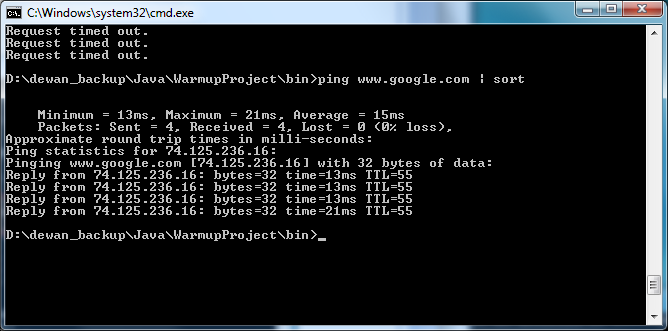 C:\Windows\system32\cmd.exe
Request timed out.
Request timed out.
Request timed out.
D:\dewan_backup\Java\WarmupProject\bin>ping www.google.com | sort
Minimum = 13ms, Maximum = 21ms, Average = 15ms
Packets: Sent = 4, Received = 4, Lost = 0 (0% loss),
Approximate round trip times in milli-seconds:
Ping statistics for 74.125.236.16:
Pinging www.google.com [74.125.236.16] with 32 bytes of data:
Reply from 74.125.236.16: bytes=32 time=13ms TTL=55
Reply from 74.125.236.16: bytes=32 time=13ms TTL=55
Reply from 74.125.236.16: bytes=32 time=13ms TTL=55
Reply from 74.125.236.16: bytes=32 time=21ms TTL=55
D:\dewan_backup\Java\WarmupProject\bin>_